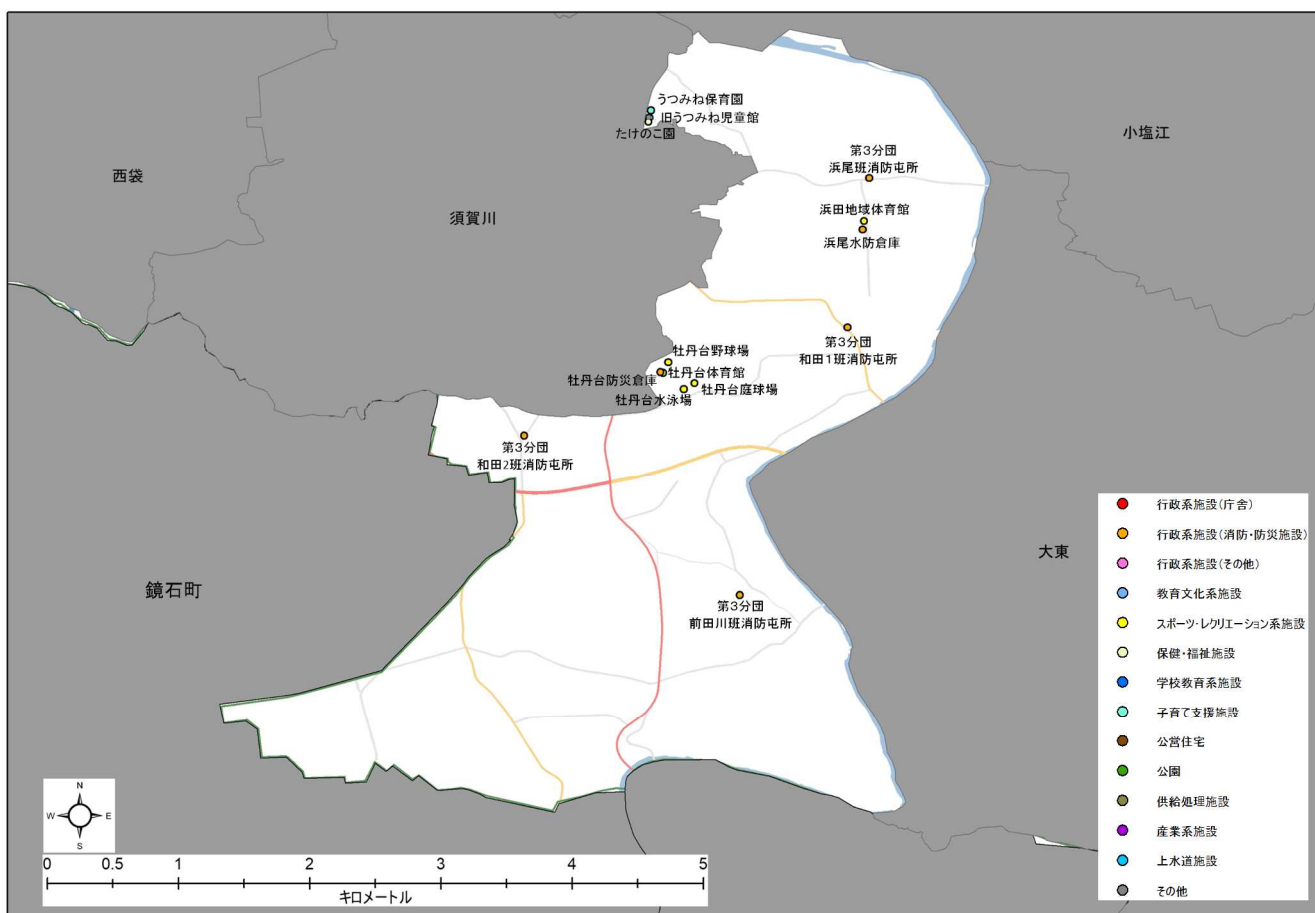 うつみね保育園
旧うつみね児童館
たけのこ園
小塩江
第3分団
浜尾班消防屯所
西袋
須賀川
浜田地域体育館
浜尾水防倉庫
第3分団
和田1班消防屯所
牡丹台野球場
牡丹台体育館
牡丹台防災倉庫
牡丹台庭球場
牡丹台水泳場
第3分団
和田2班消防屯所
大東
鏡石町
第3分団
前田川班消防屯所
行政系施設(庁舎)
行政系施設(消防・防災施設)
行政系施設(その他)
教育文化系施設
スポーツ・レクリエーション系施設
保健・福祉施設
学校教育系施設
子育て支援施設
公営住宅
公園
供給処理施設
産業系施設
上水道施設
その他
N
W E
S
0 0.5 1 2 3 4 5
キロメートル